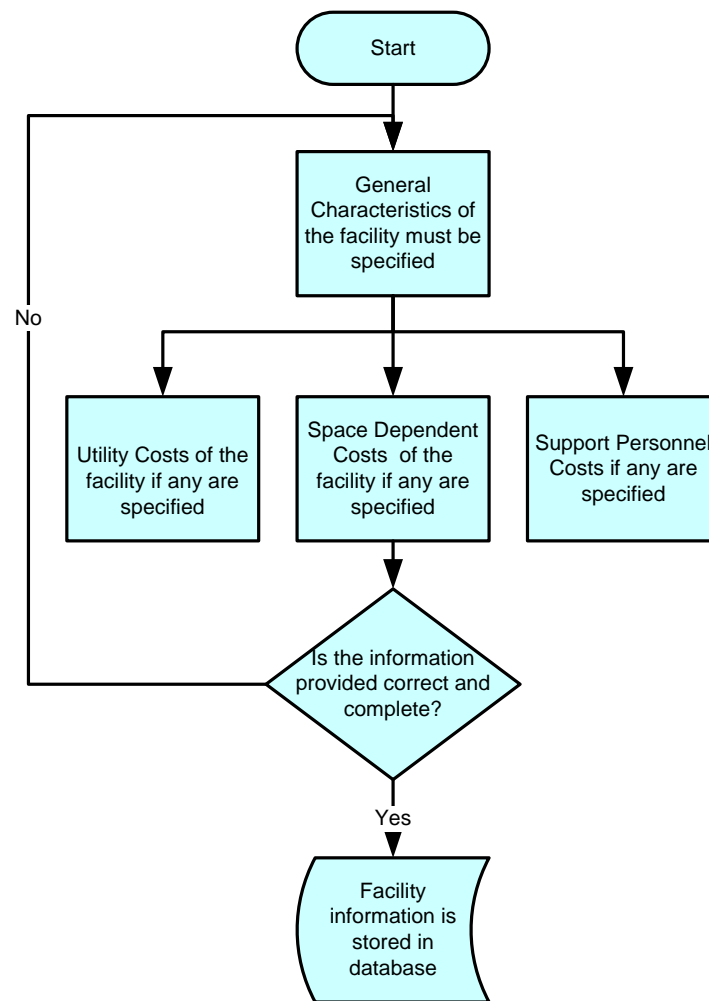 Start
General
Characteristics of
the facility must be
specified
No
Utility Costs of the
facility if any are
specified
Space Dependent
Costs of the
facility if any are
specified
Support Personnel
Costs if any are
specified
Is the information
provided correct and
complete?
Yes
Facility
information is
stored in
database